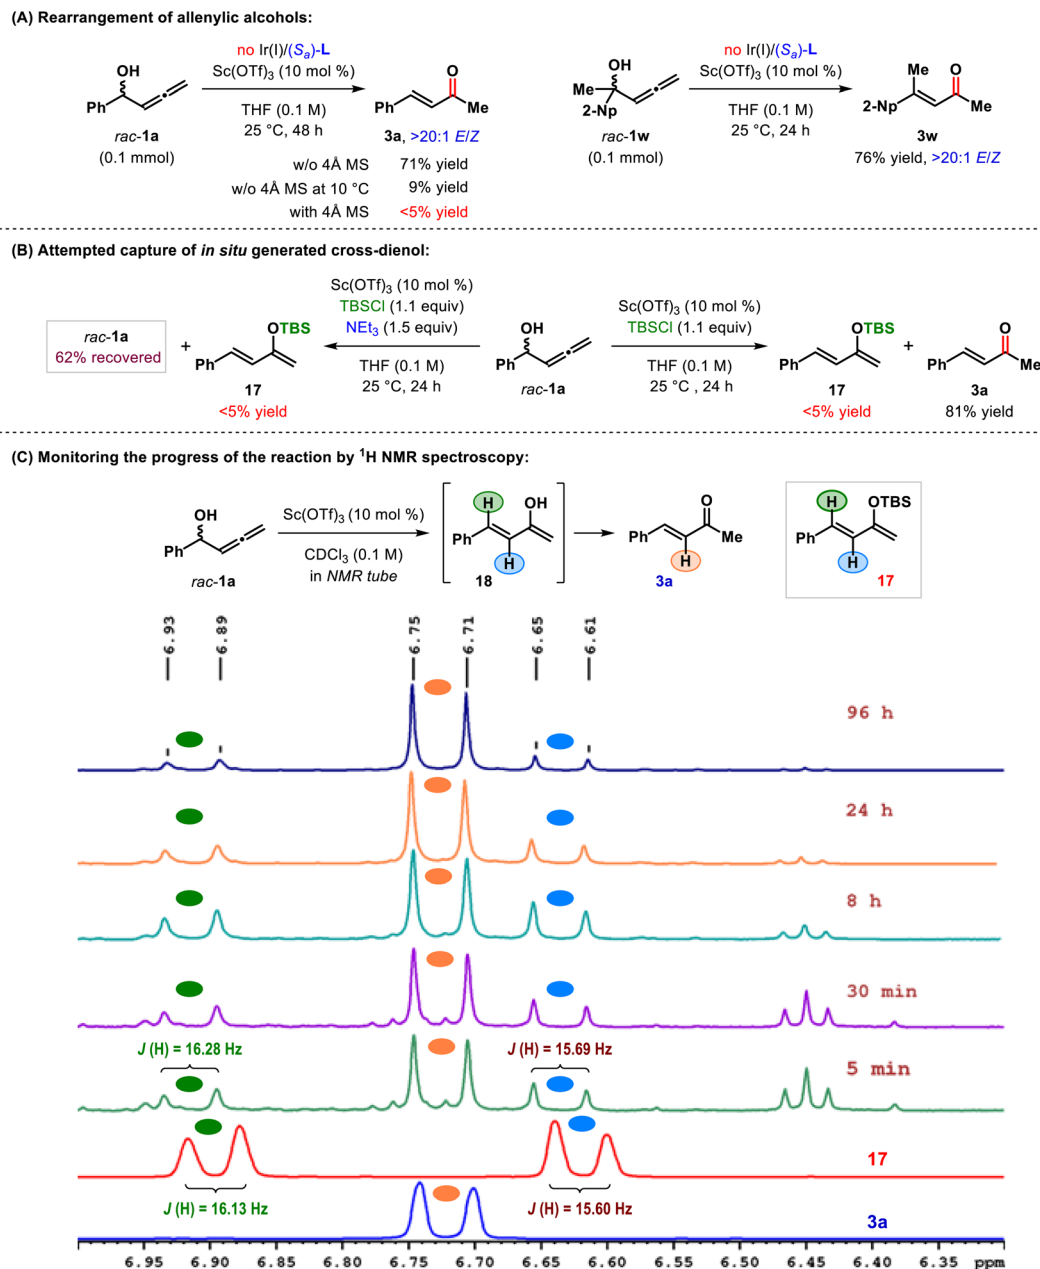 (A) Rearrangement of allenylic alcohols:
OH
Ph
rac-1a
(0.1 mmol)
no Ir(I)/(Sa)-L
Sc(OTf)3 (10 mol %)
THF (0.1 M)
25 °C, 48 h
O
Ph
Me
3a, >20:1 E/Z
w/o 4Å MS 71% yield
w/o 4Å MS at 10 °C 9% yield
with 4Å MS <5% yield
OH
Me
2-Np
rac-1w
(0.1 mmol)
no Ir(I)/(Sa)-L
Sc(OTf)3 (10 mol %)
THF (0.1 M)
25 °C, 24 h
Me O
2-Np Me
3w
76% yield, >20:1 E/Z
(B) Attempted capture of in situ generated cross-dienol:
rac-1a
62% recovered
+
OTBS
Ph
17
<5% yield
Sc(OTf)3 (10 mol %)
TBSCl (1.1 equiv)
NEt3 (1.5 equiv)
THF (0.1 M)
25 °C, 24 h
OH
Ph
rac-1a
Sc(OTf)3 (10 mol %)
TBSCl (1.1 equiv)
THF (0.1 M)
25 °C , 24 h
OTBS
Ph
17
<5% yield
+
O
Ph
Me
3a
81% yield
(C) Monitoring the progress of the reaction by 1H NMR spectroscopy:
OH
Ph
rac-1a
Sc(OTf)3 (10 mol %)
CDCl3 (0.1 M)
in NMR tube
H OH
Ph
H
18
O
Ph Me
H
3a
H OTBS
Ph
H
17
6.93
6.89
6.75
6.71
6.65
6.61
96 h
24 h
8 h
30 min
J (H) = 16.28 Hz
J (H) = 15.69 Hz
5 min
17
J (H) = 16.13 Hz
J (H) = 15.60 Hz
3a
6.95 6.90 6.85 6.80 6.75 6.70 6.65 6.60 6.55 6.50 6.45 6.40 6.35 ppm